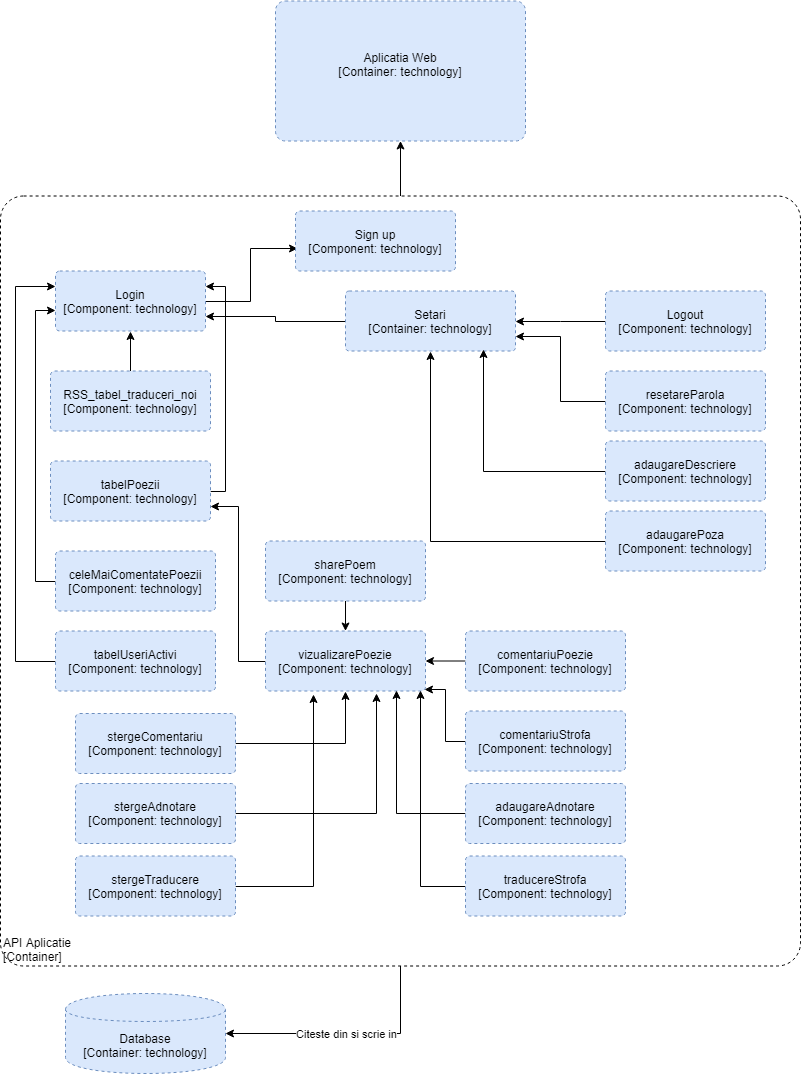 Aplicatia Web
[Container: technology]
Sign up
[Component: technology]
Login
[Component: technology]
Setari
[Container: technology]
Logout
[Component: technology]
RSS_tabel_traduceri_noi
[Component: technology]
resetareParola
[Component: technology]
tabelPoezii
[Component: technology]
adaugareDescriere
[Component: technology]
adaugarePoza
[Component: technology]
celeMaiComentatePoezii
[Component: technology]
sharePoem
[Component: technology]
tabelUseriActivi
[Component: technology]
vizualizarePoezie
[Component: technology]
comentariuPoezie
[Component: technology]
stergeComentariu
[Component: technology]
comentariuStrofa
[Component: technology]
stergeAdnotare
[Component: technology]
adaugareAdnotare
[Component: technology]
stergeTraducere
[Component: technology]
traducereStrofa
[Component: technology]
API Aplicatie
[Container]
Citeste din si scrie in
Database
[Container: technology]